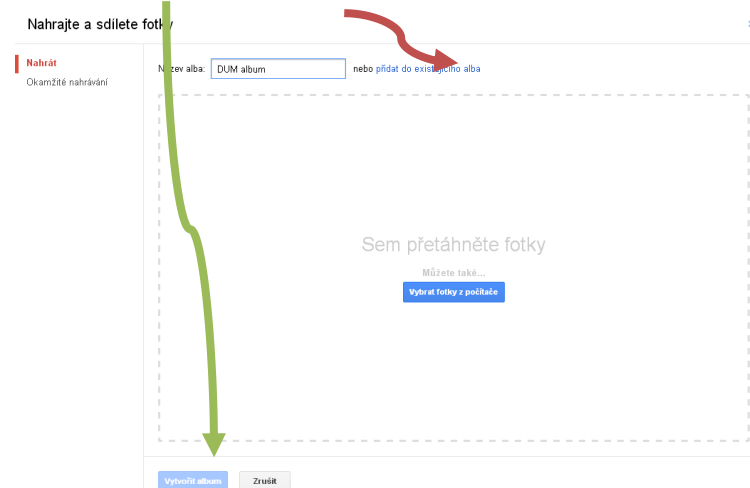 Nahrajte a sdílejte fotky
Nahrát
Okamžité nahrávání
Název alba: DUM album nebo přidat do existujícího alba
Sem přetáhněte fotky
Můžete také...
Vybrat fotky z počítače
Vytvořit album Zrušit